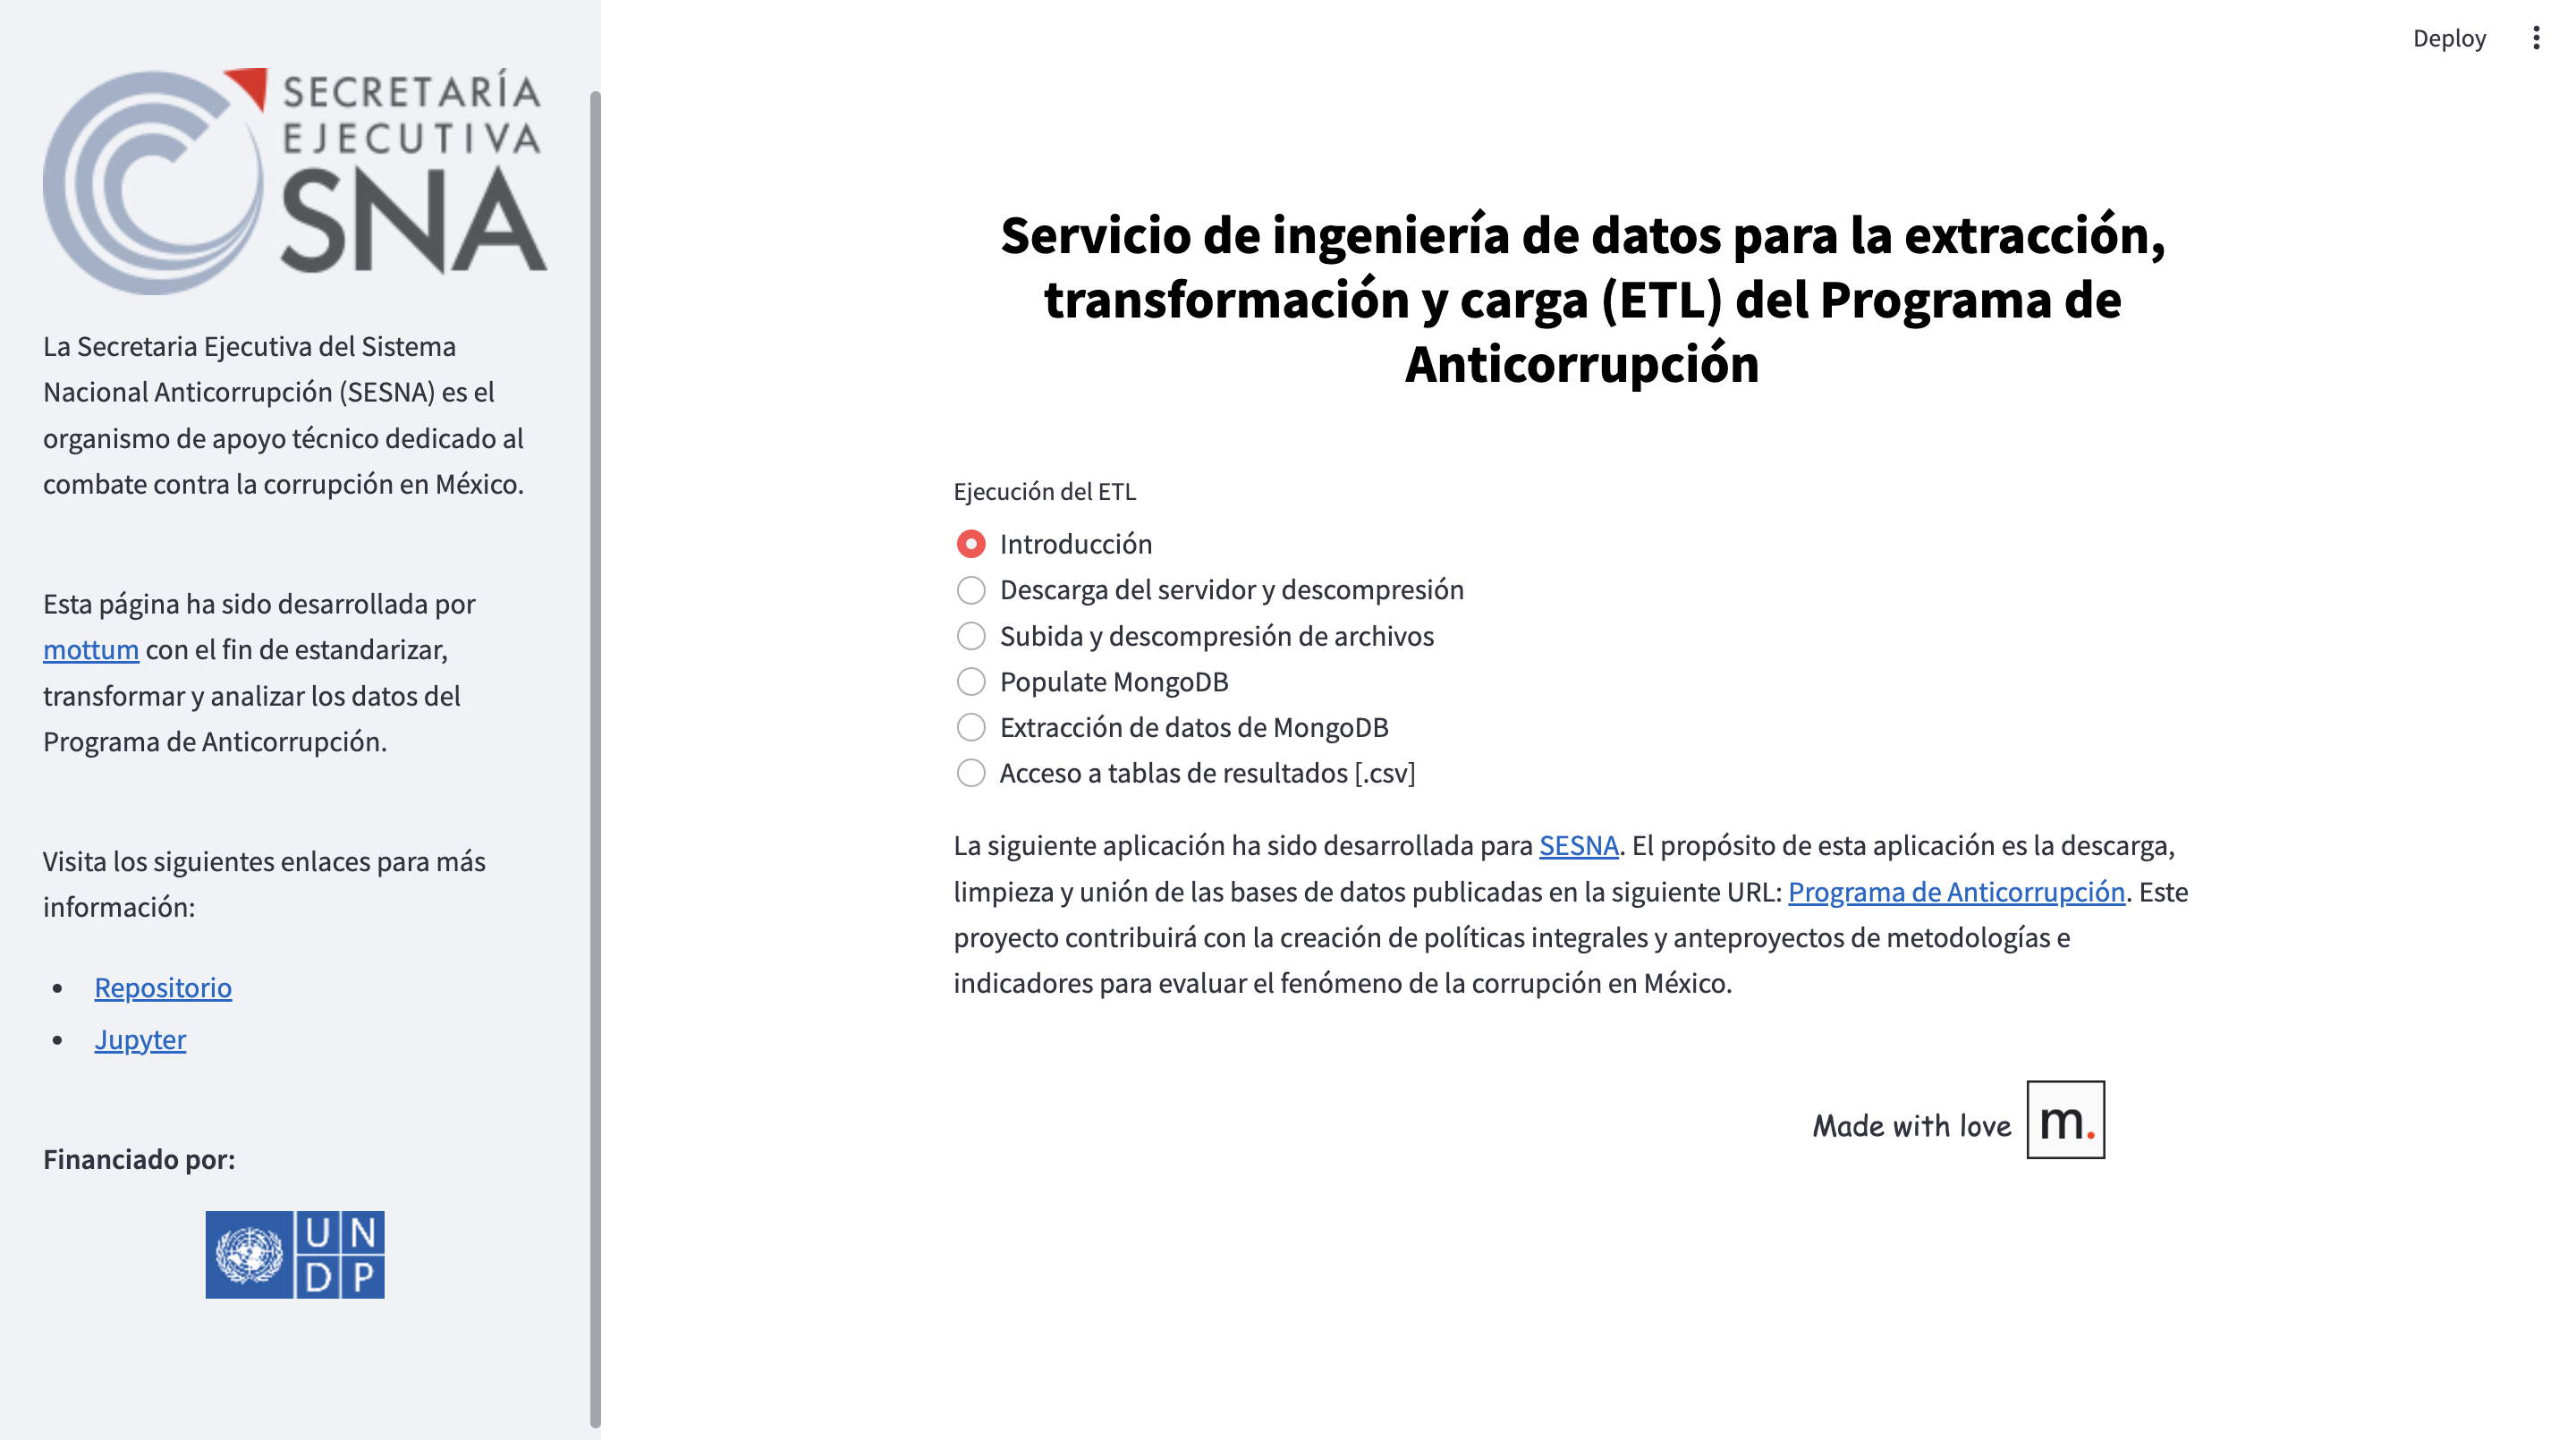 SECRETARÍA
EJECUTIVA
SNA
La Secretaria Ejecutiva del Sistema
Nacional Anticorrupción (SESNA) es el
organismo de apoyo técnico dedicado al
combate contra la corrupción en México.
Esta página ha sido desarrollada por
mottum con el fin de estandarizar,
transformar y analizar los datos del
Programa de Anticorrupción.
Visita los siguientes enlaces para más
información:
Repositorio
Jupyter
Financiado por:
U N
D P
Deploy
Servicio de ingeniería de datos para la extracción,
transformación y carga (ETL) del Programa de
Anticorrupción
Ejecución del ETL
Introducción
Descarga del servidor y descompresión
Subida y descompresión de archivos
Populate MongoDB
Extracción de datos de MongoDB
Acceso a tablas de resultados [.csv]
La siguiente aplicación ha sido desarrollada para SESNA. El propósito de esta aplicación es la descarga,
limpieza y unión de las bases de datos publicadas en la siguiente URL: Programa de Anticorrupción. Este
proyecto contribuirá con la creación de políticas integrales y anteproyectos de metodologías e
indicadores para evaluar el fenómeno de la corrupción en México.
Made with love m.